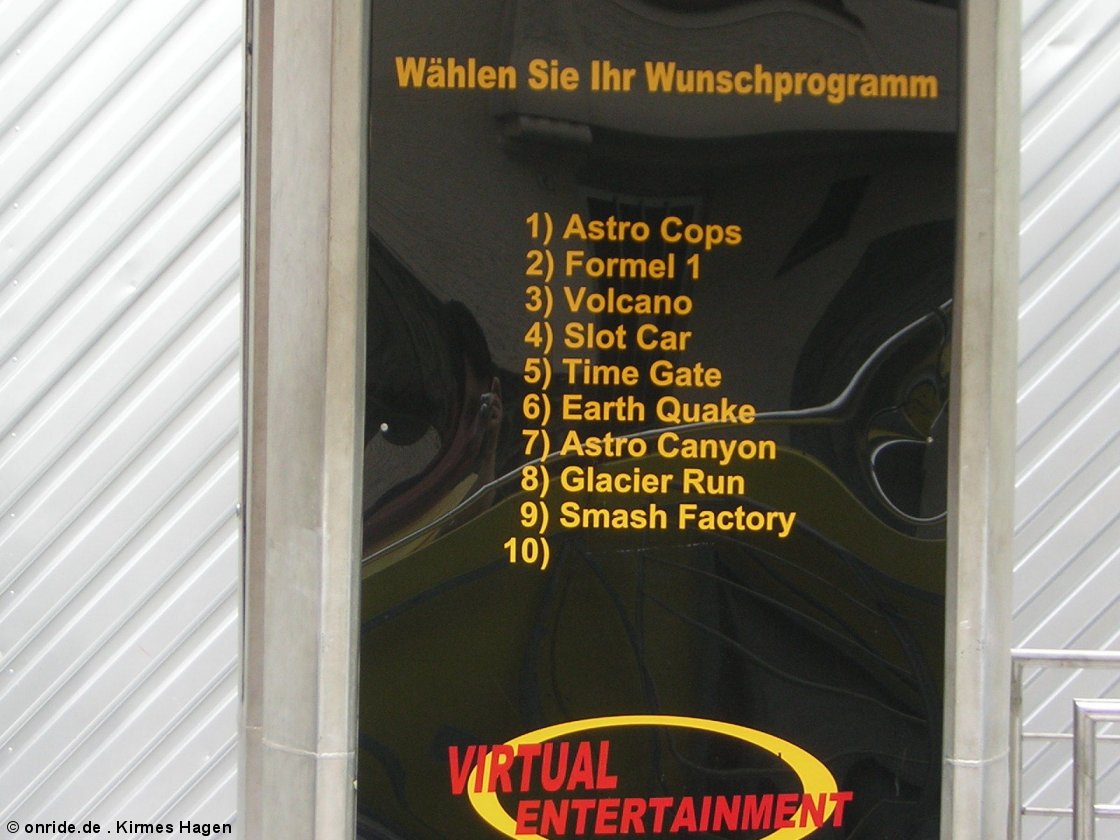 Wählen Sie Ihr Wunschprogramm
1) Astro Cops
2) Formel 1
3) Volcano
4) Slot Car
5) Time Gate
6) Earth Quake
7) Astro Canyon
8) Glacier Run
9) Smash Factory
10)
VIRTUAL
ENTERTAINMENT
© onride.de . Kirmes Hagen